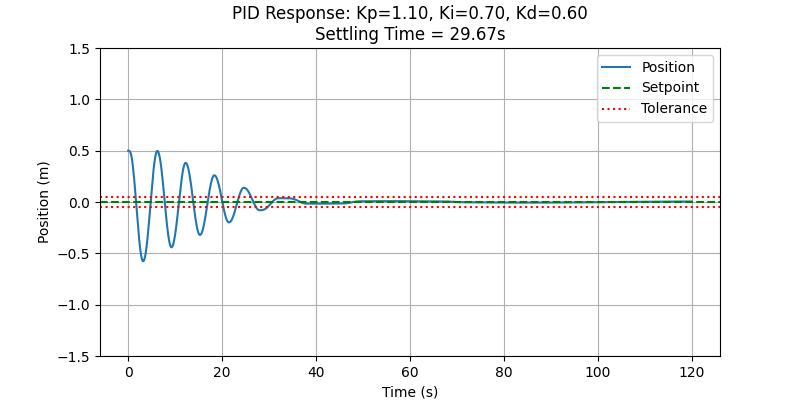 PID Response: Kp=1.10, Ki=0.70, Kd=0.60
Settling Time = 29.67s
Position
Setpoint
Tolerance
1.5
1.0
0.5
0.0
−0.5
−1.0
−1.5
Position (m)
0 20 40 60 80 100 120
Time (s)